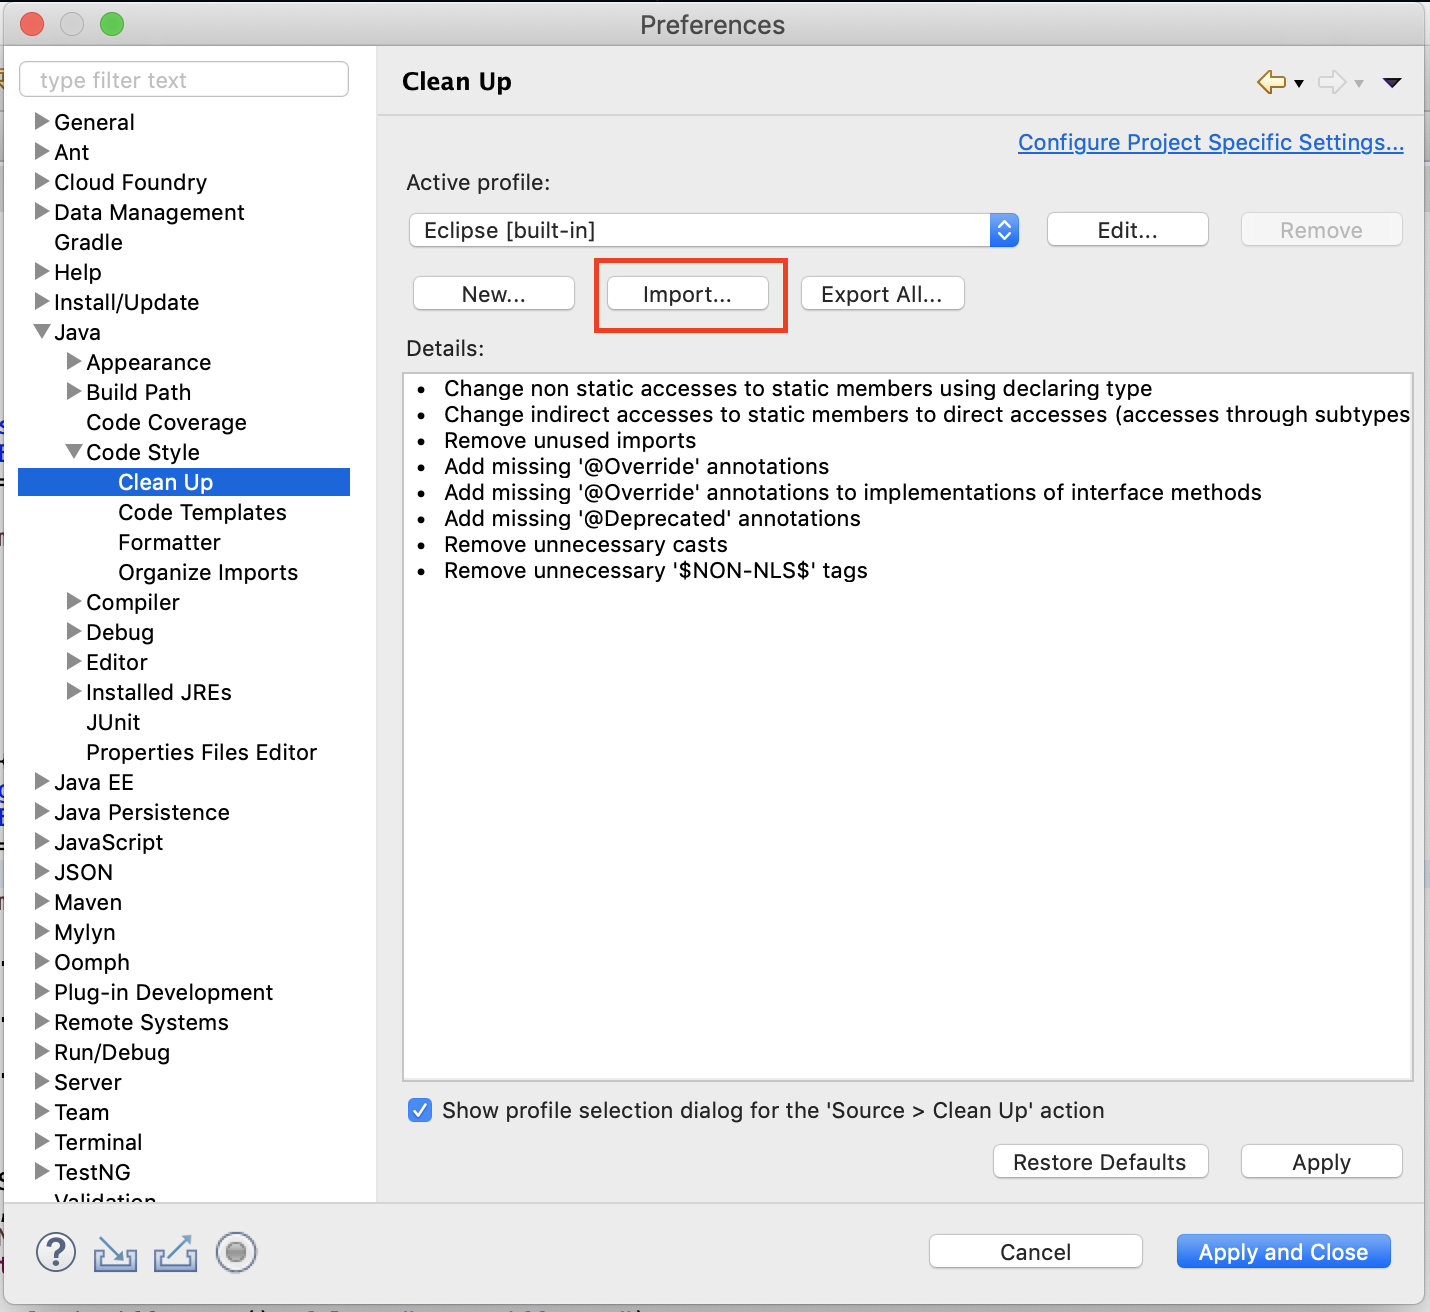 Preferences
type filter text
General
Ant
Cloud Foundry
Data Management
Gradle
Help
Install/Update
Java
Appearance
Build Path
Code Coverage
Code Style
Clean Up
Code Templates
Formatter
Organize Imports
Compiler
Debug
Editor
Installed JREs
JUnit
Properties Files Editor
Java EE
Java Persistence
JavaScript
JSON
Maven
Mylyn
Oomph
Plug-in Development
Remote Systems
Run/Debug
Server
Team
Terminal
TestNG
Validation
Clean Up
Configure Project Specific Settings...
Active profile:
Eclipse [built-in]
Edit...
Remove
New...
Import...
Export All...
Details:
• Change non static accesses to static members using declaring type
• Change indirect accesses to static members to direct accesses (accesses through subtypes
• Remove unused imports
• Add missing '@Override' annotations
• Add missing '@Override' annotations to implementations of interface methods
• Add missing '@Deprecated' annotations
• Remove unnecessary casts
• Remove unnecessary '$NON-NLS$' tags
Show profile selection dialog for the 'Source > Clean Up' action
Restore Defaults
Apply
?
Cancel
Apply and Close